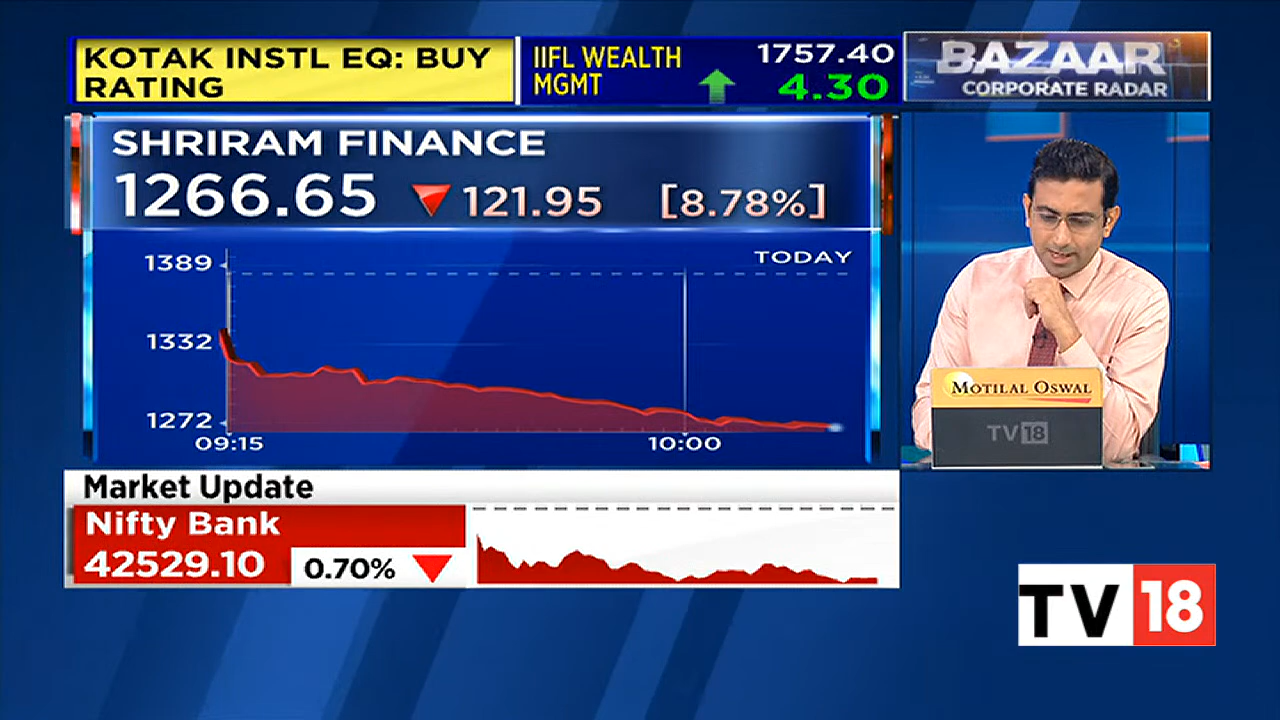 KOTAK INSTL EQ: BUY
RATING
IIFL WEALTH
MGMT
1757.40
4.30
BAZAAR
CORPORATE RADAR
SHRIRAM FINANCE
1266.65 121.95 [8.78%]
TODAY
1389
1332
1272
09:15 10:00
MOTILAL OSWAL
TV18
Market Update
Nifty Bank
42529.10 0.70%
TV18